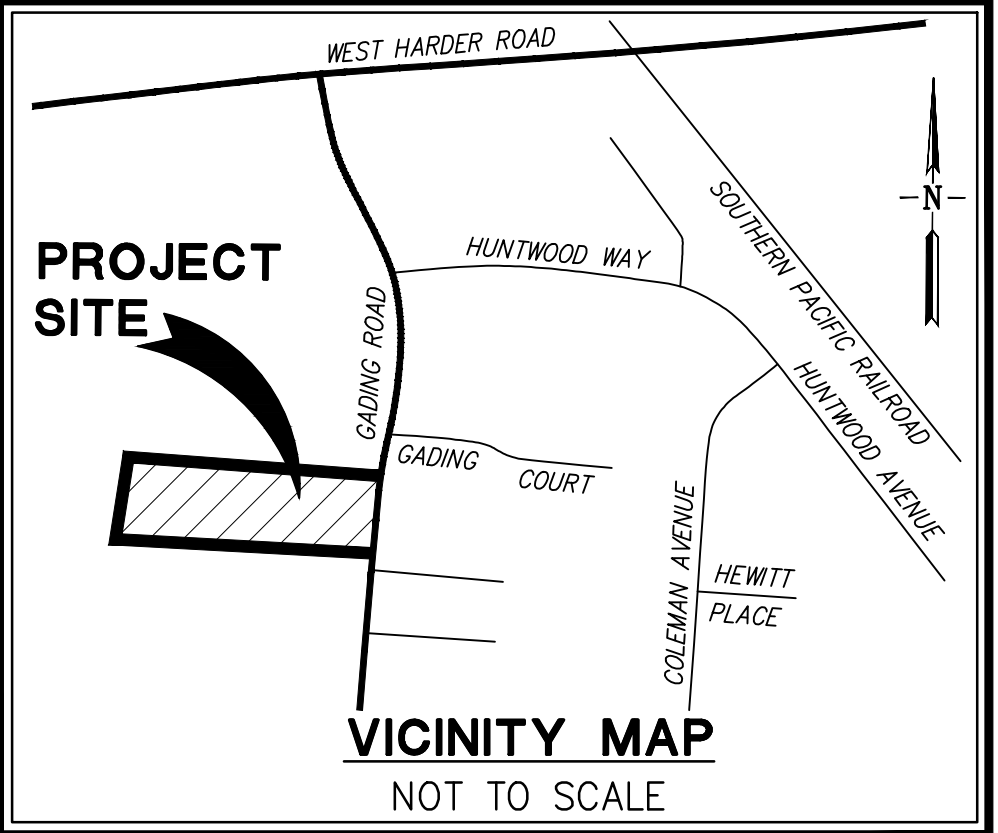 WEST HARDER ROAD
N
SOUTHERN PACIFIC RAILROAD
HUNTWOOD WAY
PROJECT
SITE
GADING ROAD
HUNTWOOD AVENUE
GADING
COURT
COLEMAN AVENUE
HEWITT
PLACE
VICINITY MAP
NOT TO SCALE